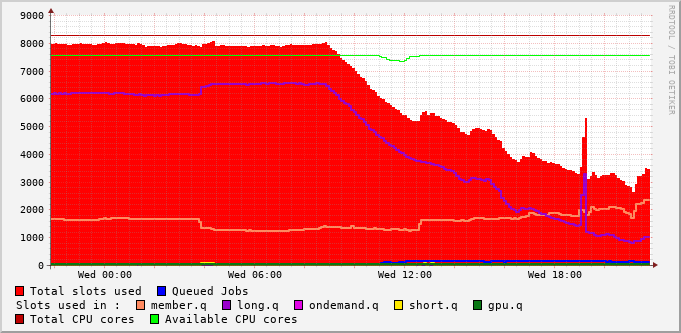 RRDTOOL / TOBI OETIKER
9000
8000
7000
6000
5000
4000
3000
2000
1000
0
Wed 00:00 Wed 06:00 Wed 12:00 Wed 18:00
Total slots used Queued Jobs
Slots used in : member.q long.q ondemand.q short.q gpu.q
Total CPU cores Available CPU cores